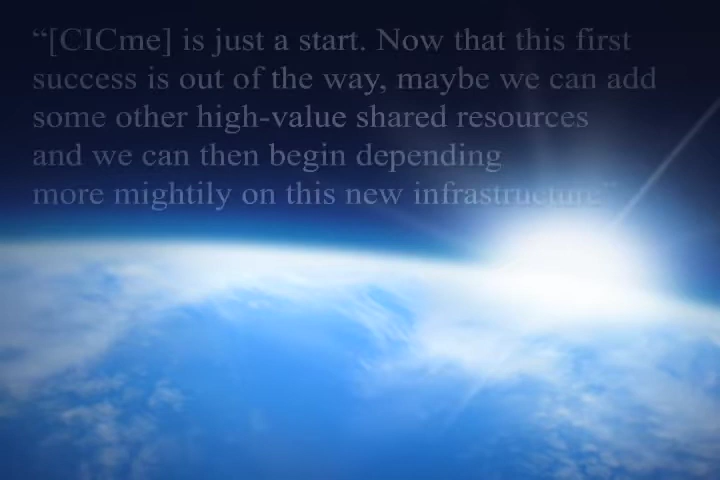 “[CICme] is just a start. Now that this first
success is out of the way, maybe we can add
some other high-value shared resources
and we can then begin depending
more mightily on this new infrastructure”